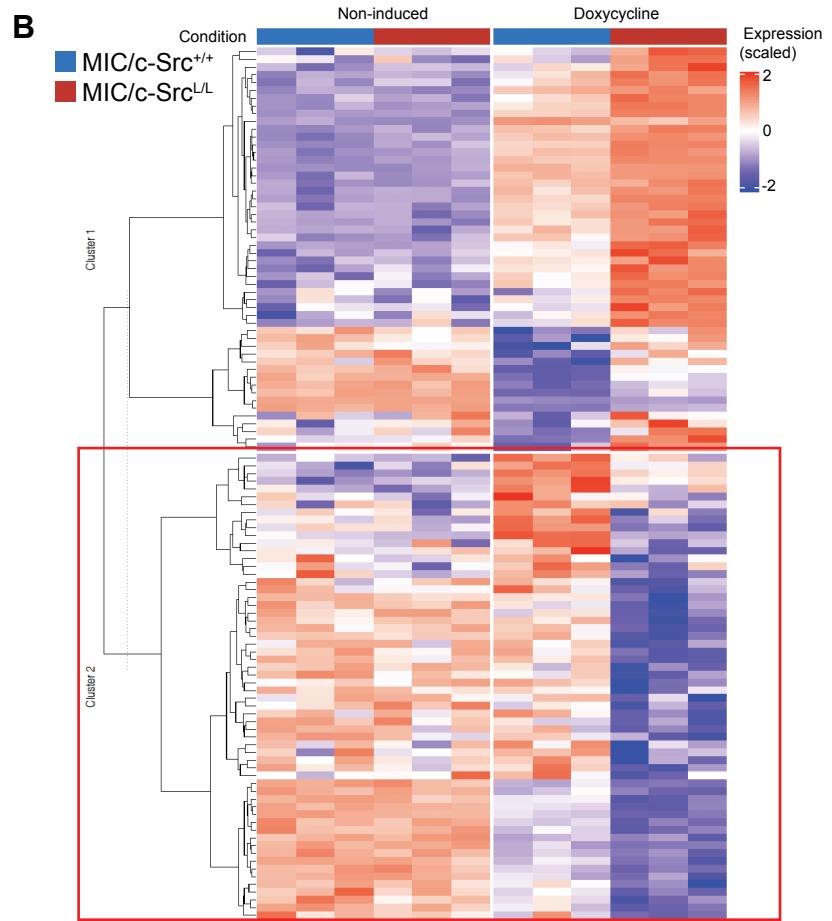 B
Non-induced
Doxycycline
Condition
Expression
(scaled)
MIC/c-Src+/+
MIC/c-SrcL/L
2
0
-2
Cluster 1
Cluster 2